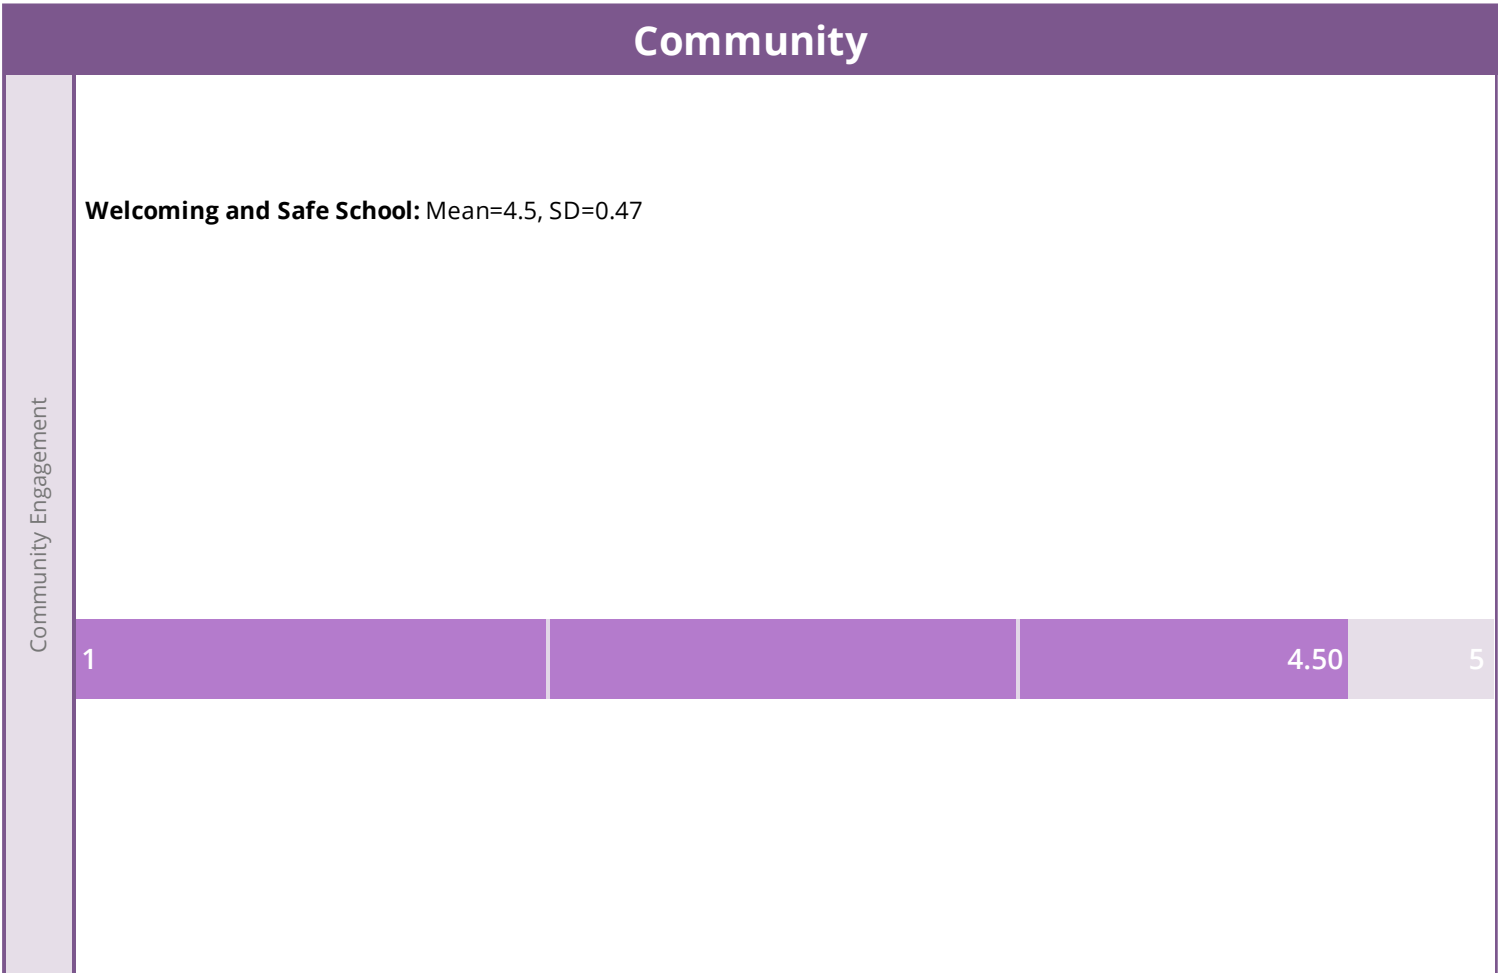 Community
Welcoming and Safe School: Mean=4.5, SD=0.47
Community Engagement
1 4.50 5